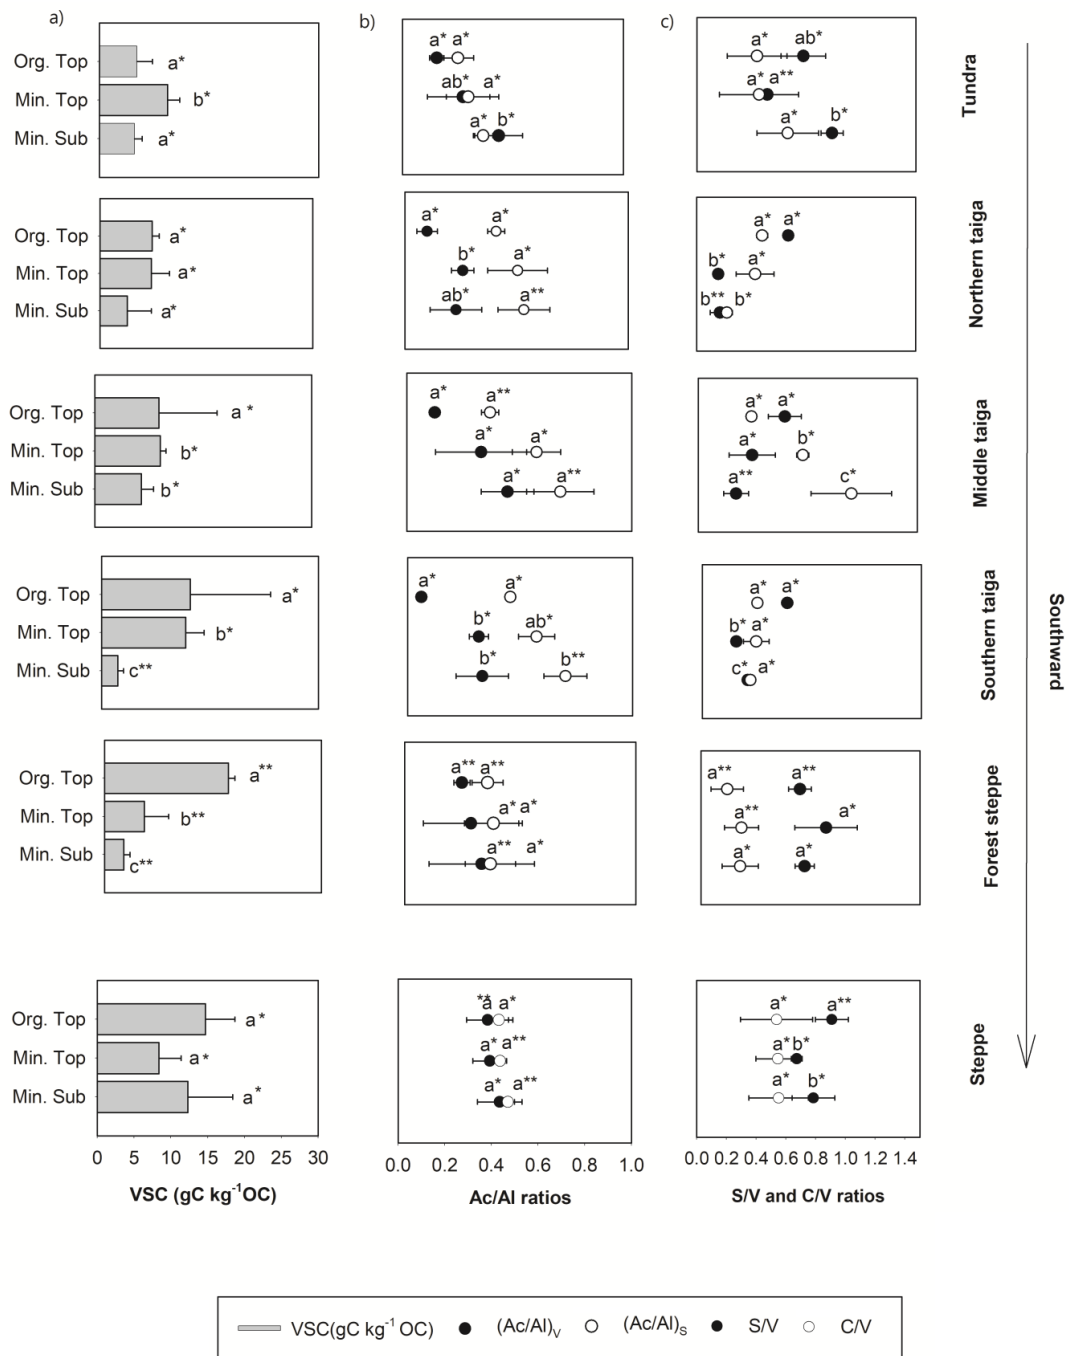 a)
b)
c)
Org. Top
Min. Top
Min. Sub
a*
b*
a*
a* a*
ab* a*
a* b*
a* ab*
a* a**
a* b*
Tundra
Org. Top
Min. Top
Min. Sub
a*
a*
a*
a* a*
b* a*
ab* a**
a* a*
b* a*
b** b*
Northern taiga
Org. Top
Min. Top
Min. Sub
a*
b*
b*
a* a**
a* a*
a* a**
a* a*
a* b*
a** c*
Middle taiga
Org. Top
Min. Top
Min. Sub
a*
b*
c**
a* a*
b* ab*
b* b**
a* a*
b* a*
c* a*
Southern taiga
Southward
Org. Top
Min. Top
Min. Sub
a**
b**
c**
a** a**
a* a*
a** a*
a** a**
a** a*
a* a*
Forest steppe
Org. Top
Min. Top
Min. Sub
a*
a*
a*
**a a*
a* a**
a* a**
a* a**
a* b*
a* b*
Steppe
0 5 10 15 20 25 30
VSC (gC kg-1OC)
0.0 0.2 0.4 0.6 0.8 1.0
Ac/Al ratios
0.0 0.2 0.4 0.6 0.8 1.0 1.2 1.4
S/V and C/V ratios
VSC(gC kg-1 OC) (Ac/Al)V (Ac/Al)S S/V C/V